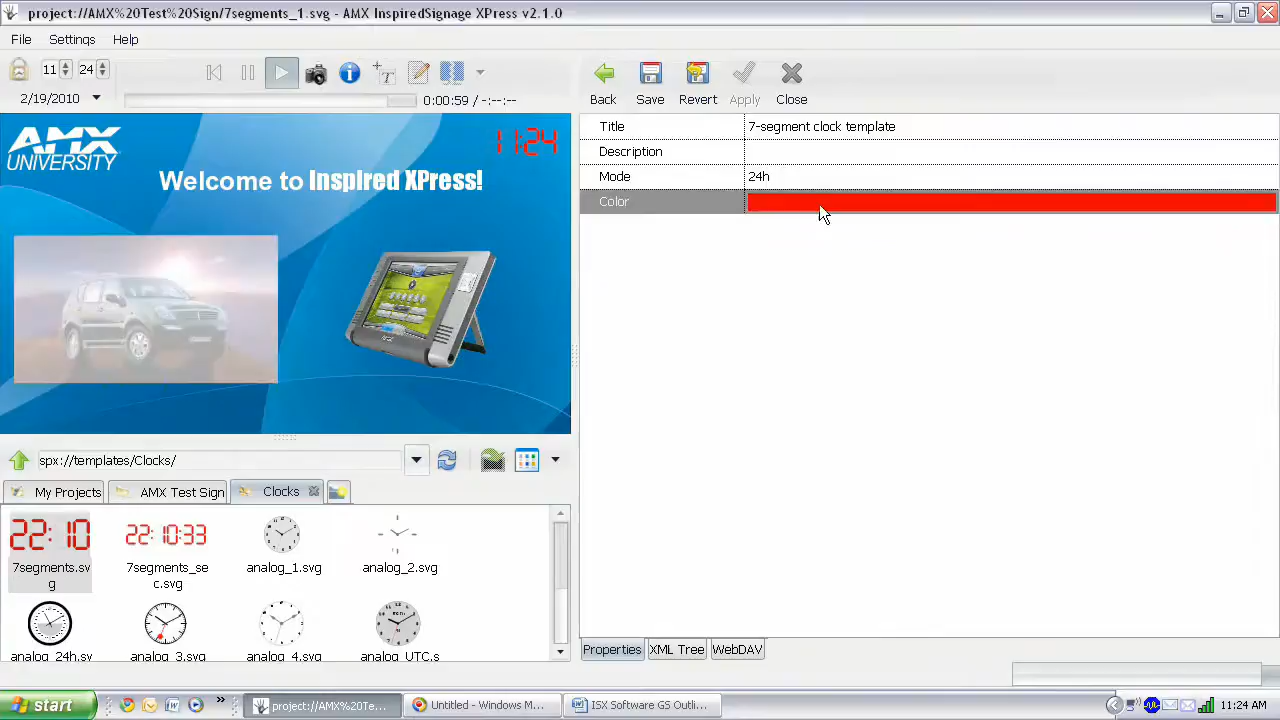 project://AMX%20Test%20Sign/7segments_1.svg - AMX InspiredSignage XPress v2.1.0
File Settings Help
11 24
2/19/2010
0:00:59 / -:--:--
Back Save Revert Apply Close
Title 7-segment clock template
Description
Mode 24h
Color
AMX
UNIVERSITY
11:24
Welcome to Inspired XPress!
spx://templates/Clocks/
My Projects AMX Test Sign Clocks
22:10 22:10:33
7segments.sv
g
7segments_se
c.svg
analog_1.svg
analog_2.svg
analog_24h.sv
analog_3.svg
analog_4.svg
analog_UTC.s
Properties XML Tree WebDAV
start
project://AMX%20Te...
Untitled - Windows M...
ISX Software GS Outli...
11:24 AM